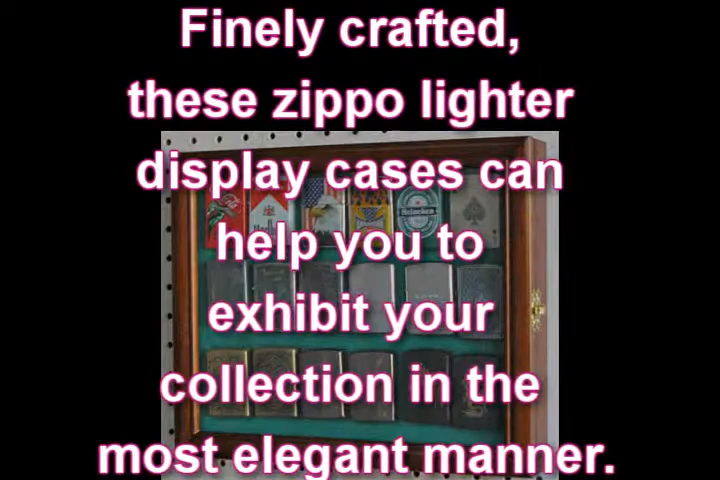 Finely crafted,
these zippo lighter
display cases can
help you to
exhibit your
collection in the
most elegant manner.
Heineken